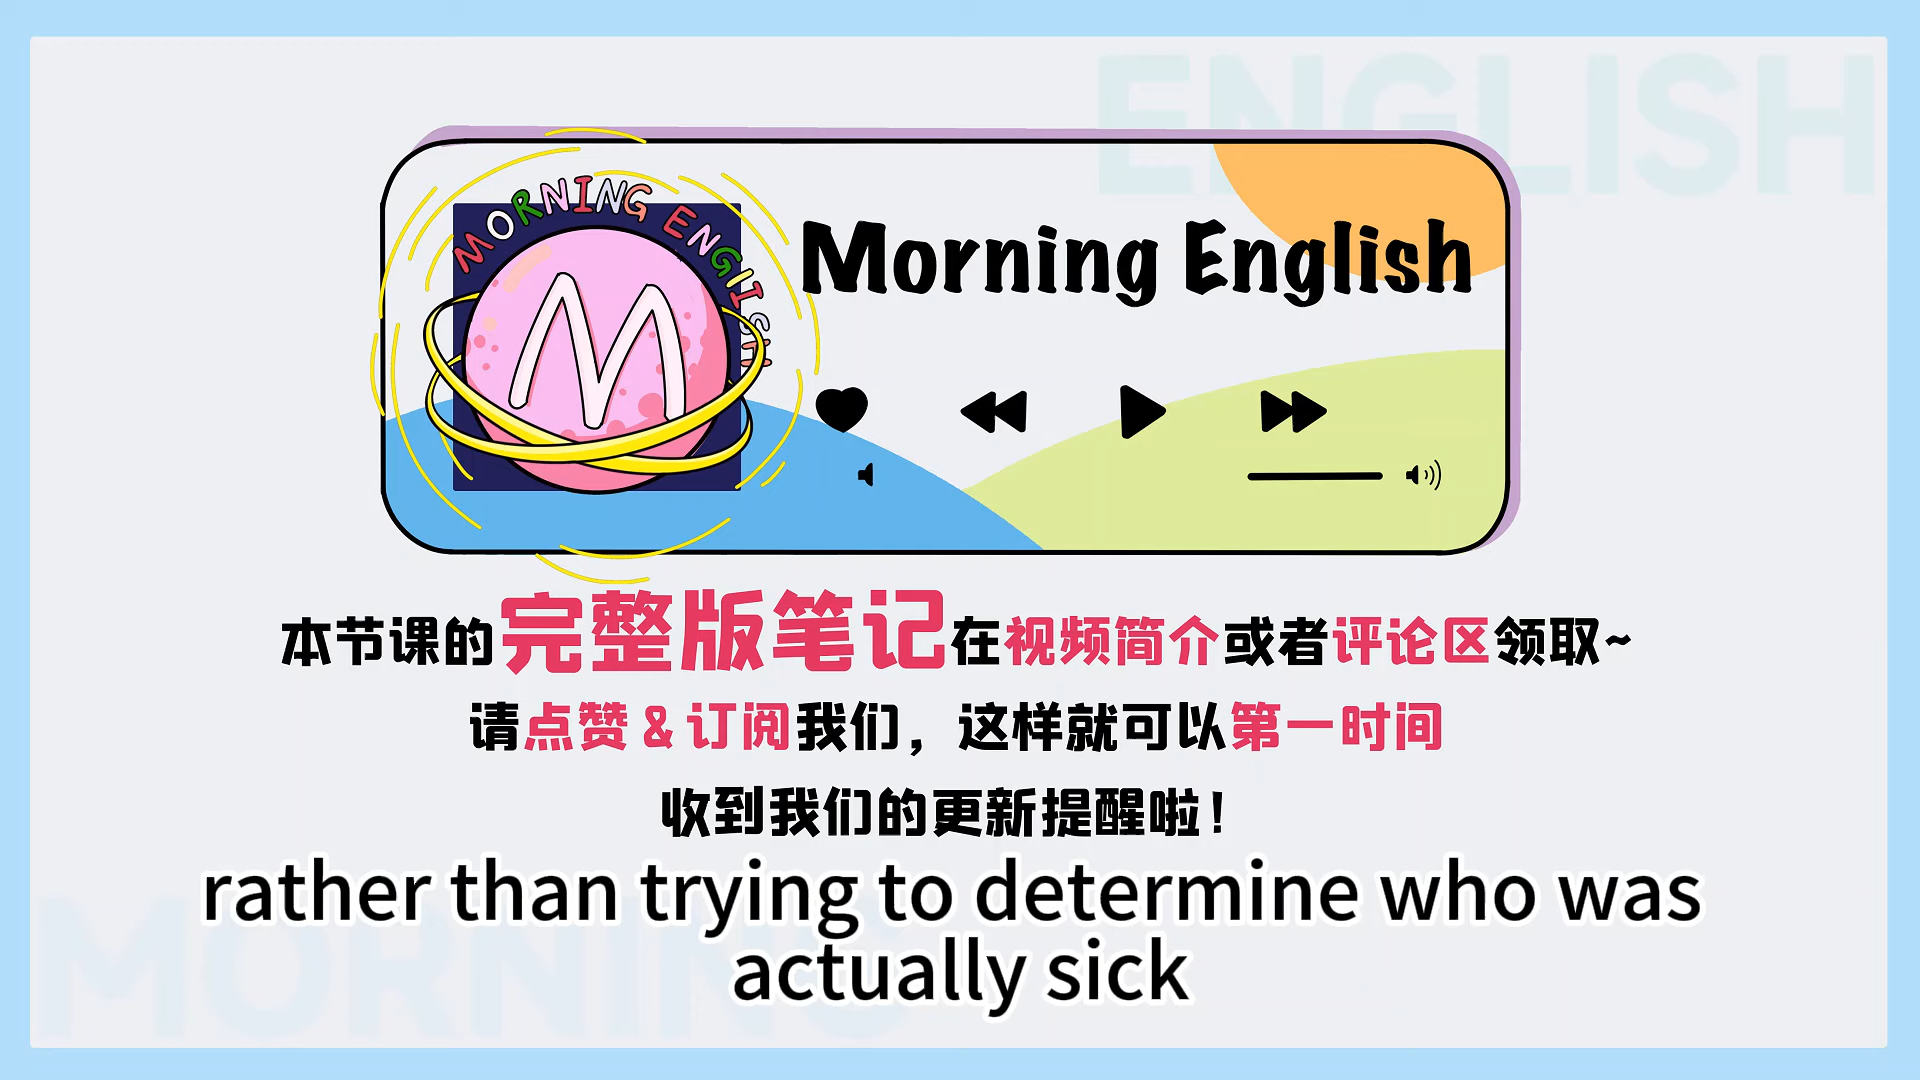 ENGLISH
MORNING ENGLISH
M
Morning English
本节课的完整版笔记在视频简介或者评论区领取~
请点赞&订阅我们，这样就可以第一时间
收到我们的更新提醒啦！
rather than trying to determine who was
actually sick
MORNING